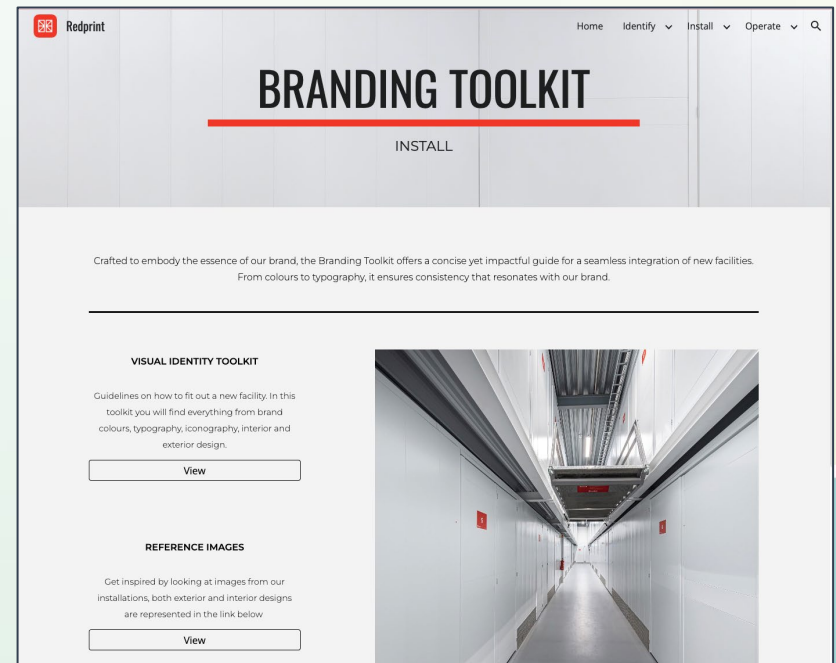 Redprint
Home Identify Install Operate
BRANDING TOOLKIT
INSTALL
Crafted to embody the essence of our brand, the Branding Toolkit offers a concise yet impactful guide for a seamless integration of new facilities.
From colours to typography, it ensures consistency that resonates with our brand.
VISUAL IDENTITY TOOLKIT
Guidelines on how to fit out a new facility. In this
toolkit you will find everything from brand
colours, typography, iconography, interior and
exterior design.
View
REFERENCE IMAGES
Get inspired by looking at images from our
installations, both exterior and interior designs
are represented in the link below
View